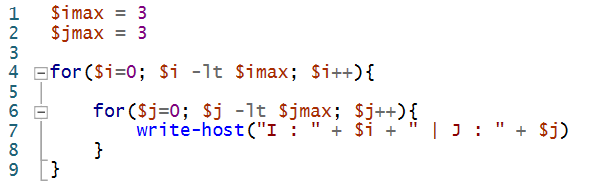 1 $imax = 3
2 $jmax = 3
3
4 for($i=0; $i -lt $imax; $i++){
5
6     for($j=0; $j -lt $jmax; $j++){
7         write-host("I : " + $i + " | J : " + $j)
8     }
9 }